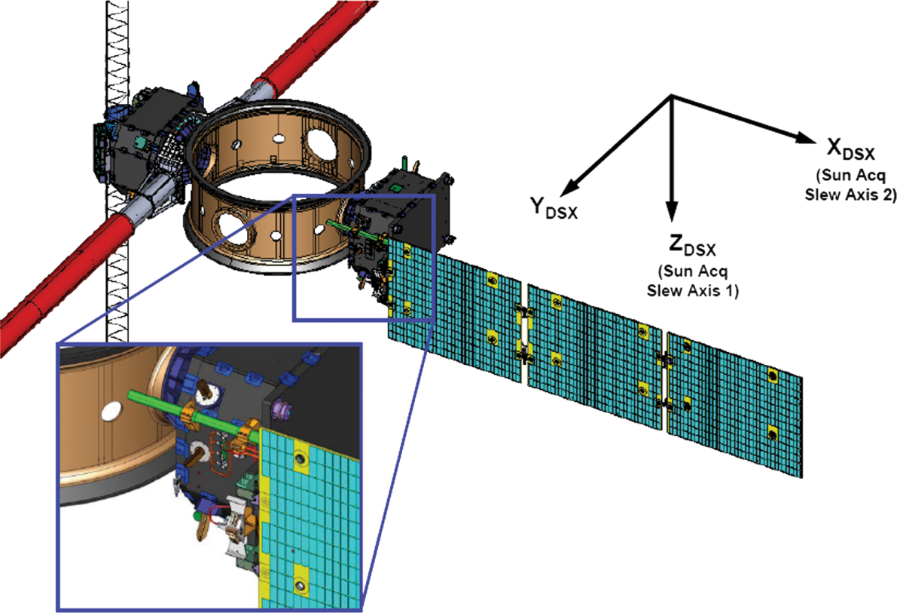 X DSX
(Sun Acq
Slew Axis 2)
Y DSX
Z DSX
(Sun Acq
Slew Axis 1)